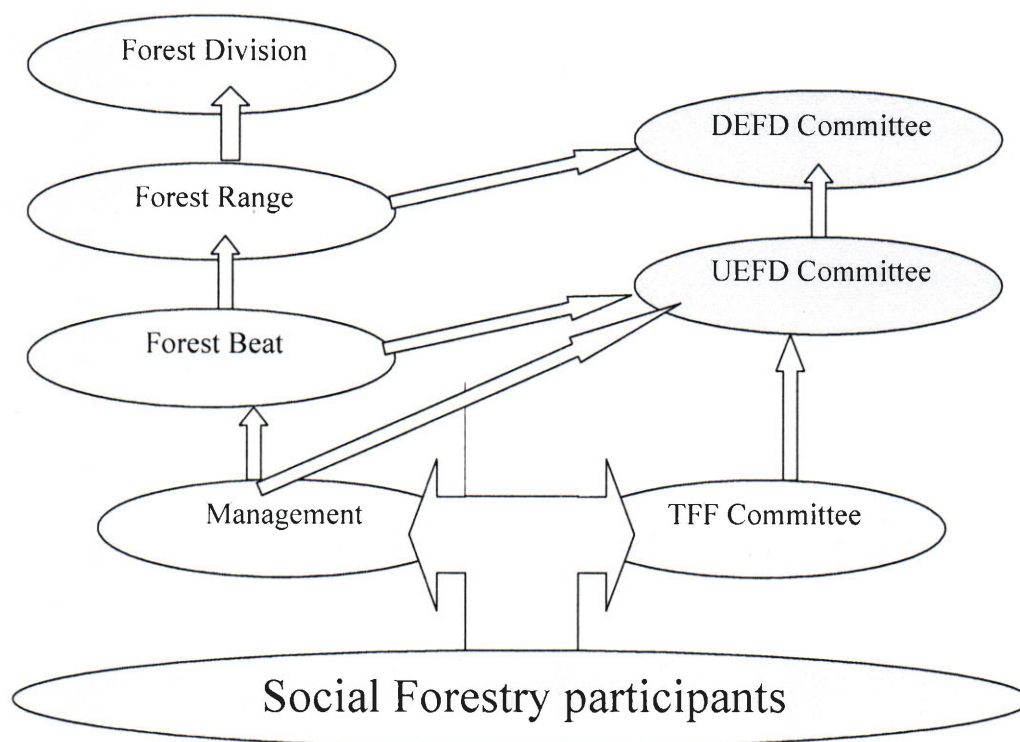 Forest Division
DEFD Committee
Forest Range
UEFD Committee
Forest Beat
Management
TFF Committee
Social Forestry participants